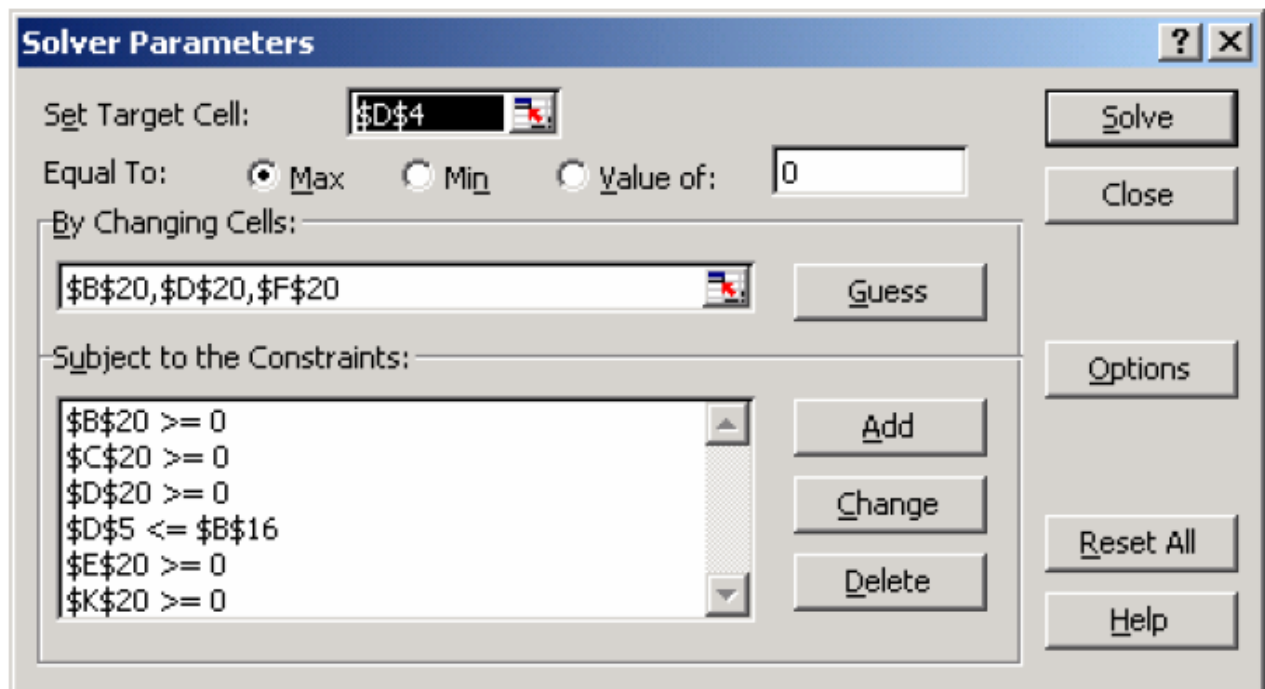 Solver Parameters
Set Target Cell: $D$4
Solve
Equal To: Max Min Value of: 0
Close
By Changing Cells:
$B$20,$D$20,$F$20
Guess
Subject to the Constraints:
Options
$B$20 >= 0
Add
$C$20 >= 0
$D$20 >= 0
Change
$D$5 <= $B$16
Reset All
$E$20 >= 0
Delete
$K$20 >= 0
Help